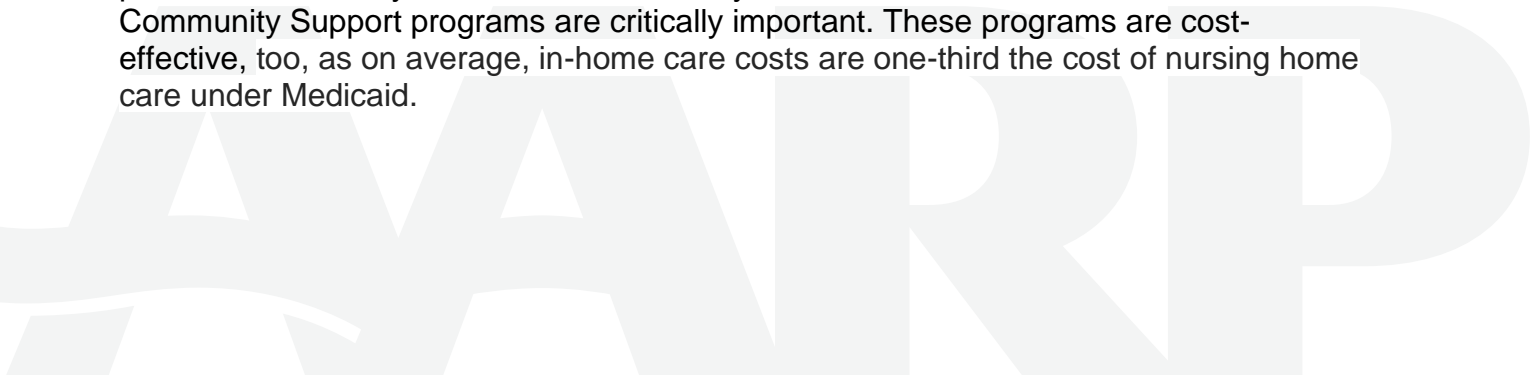 Community Support programs are critically important. These programs are cost-
effective, too, as on average, in-home care costs are one-third the cost of nursing home
care under Medicaid.
AARP